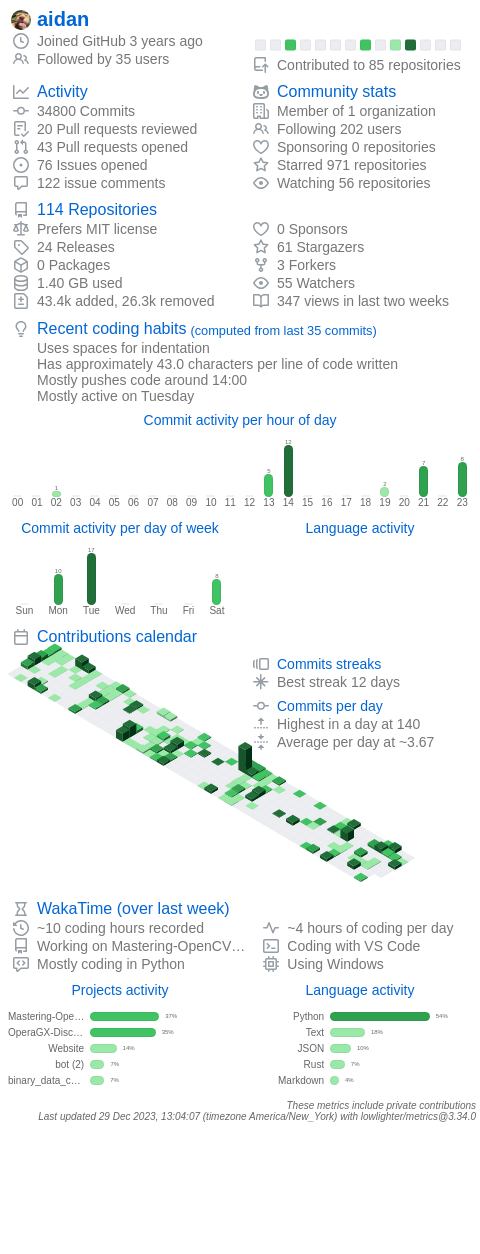 aidan
Joined GitHub 3 years ago
Followed by 35 users
Contributed to 85 repositories
Activity
34800 Commits
20 Pull requests reviewed
43 Pull requests opened
76 Issues opened
122 issue comments
Community stats
Member of 1 organization
Following 202 users
Sponsoring 0 repositories
Starred 971 repositories
Watching 56 repositories
114 Repositories
Prefers MIT license
24 Releases
0 Packages
1.40 GB used
43.4k added, 26.3k removed
0 Sponsors
61 Stargazers
3 Forkers
55 Watchers
347 views in last two weeks
Recent coding habits (computed from last 35 commits)
Uses spaces for indentation
Has approximately 43.0 characters per line of code written
Mostly pushes code around 14:00
Mostly active on Tuesday
Commit activity per hour of day
1 5 12 2 7 8
00 01 02 03 04 05 06 07 08 09 10 11 12 13 14 15 16 17 18 19 20 21 22 23
Commit activity per day of week
10 17 8
Sun Mon Tue Wed Thu Fri Sat
Language activity
Contributions calendar
Commits streaks
Best streak 12 days
Commits per day
Highest in a day at 140
Average per day at ~3.67
WakaTime (over last week)
~10 coding hours recorded
Working on Mastering-OpenCV…
Mostly coding in Python
~4 hours of coding per day
Coding with VS Code
Using Windows
Projects activity
Mastering-Ope… 37%
OperaGX-Disc… 35%
Website 14%
bot (2) 7%
binary_data_c… 7%
Language activity
Python 54%
Text 18%
JSON 10%
Rust 7%
Markdown 4%
These metrics include private contributions
Last updated 29 Dec 2023, 13:04:07 (timezone America/New_York) with lowlighter/metrics@3.34.0